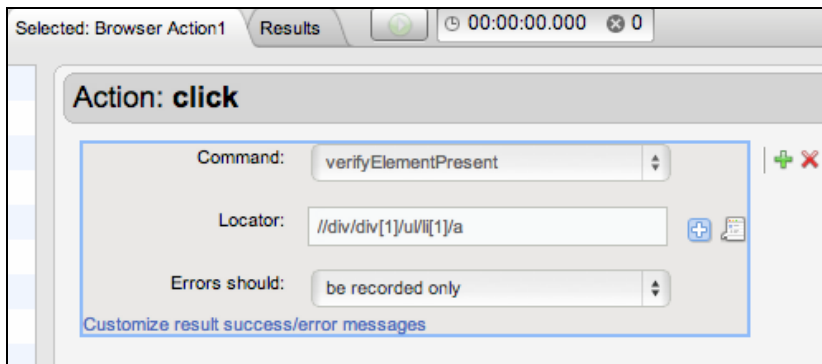 Selected: Browser Action1 Results 00:00:00.000 0
Action: click
Command: verifyElementPresent
Locator: //div/div[1]/ul/li[1]/a
Errors should: be recorded only
Customize result success/error messages